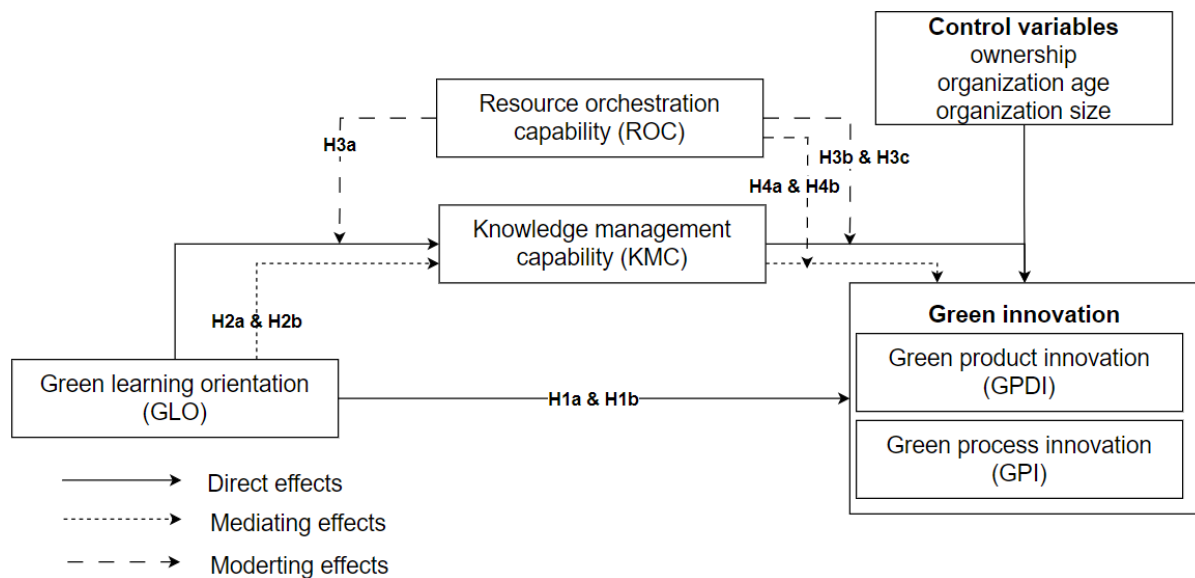 Control variables
ownership
organization age
organization size
Resource orchestration
capability (ROC)
H3a
H3b & H3c
H4a & H4b
Knowledge management
capability (KMC)
H2a & H2b
Green innovation
Green product innovation
(GPDI)
Green learning orientation
(GLO)
H1a & H1b
Green process innovation
(GPI)
Direct effects
Mediating effects
Moderting effects